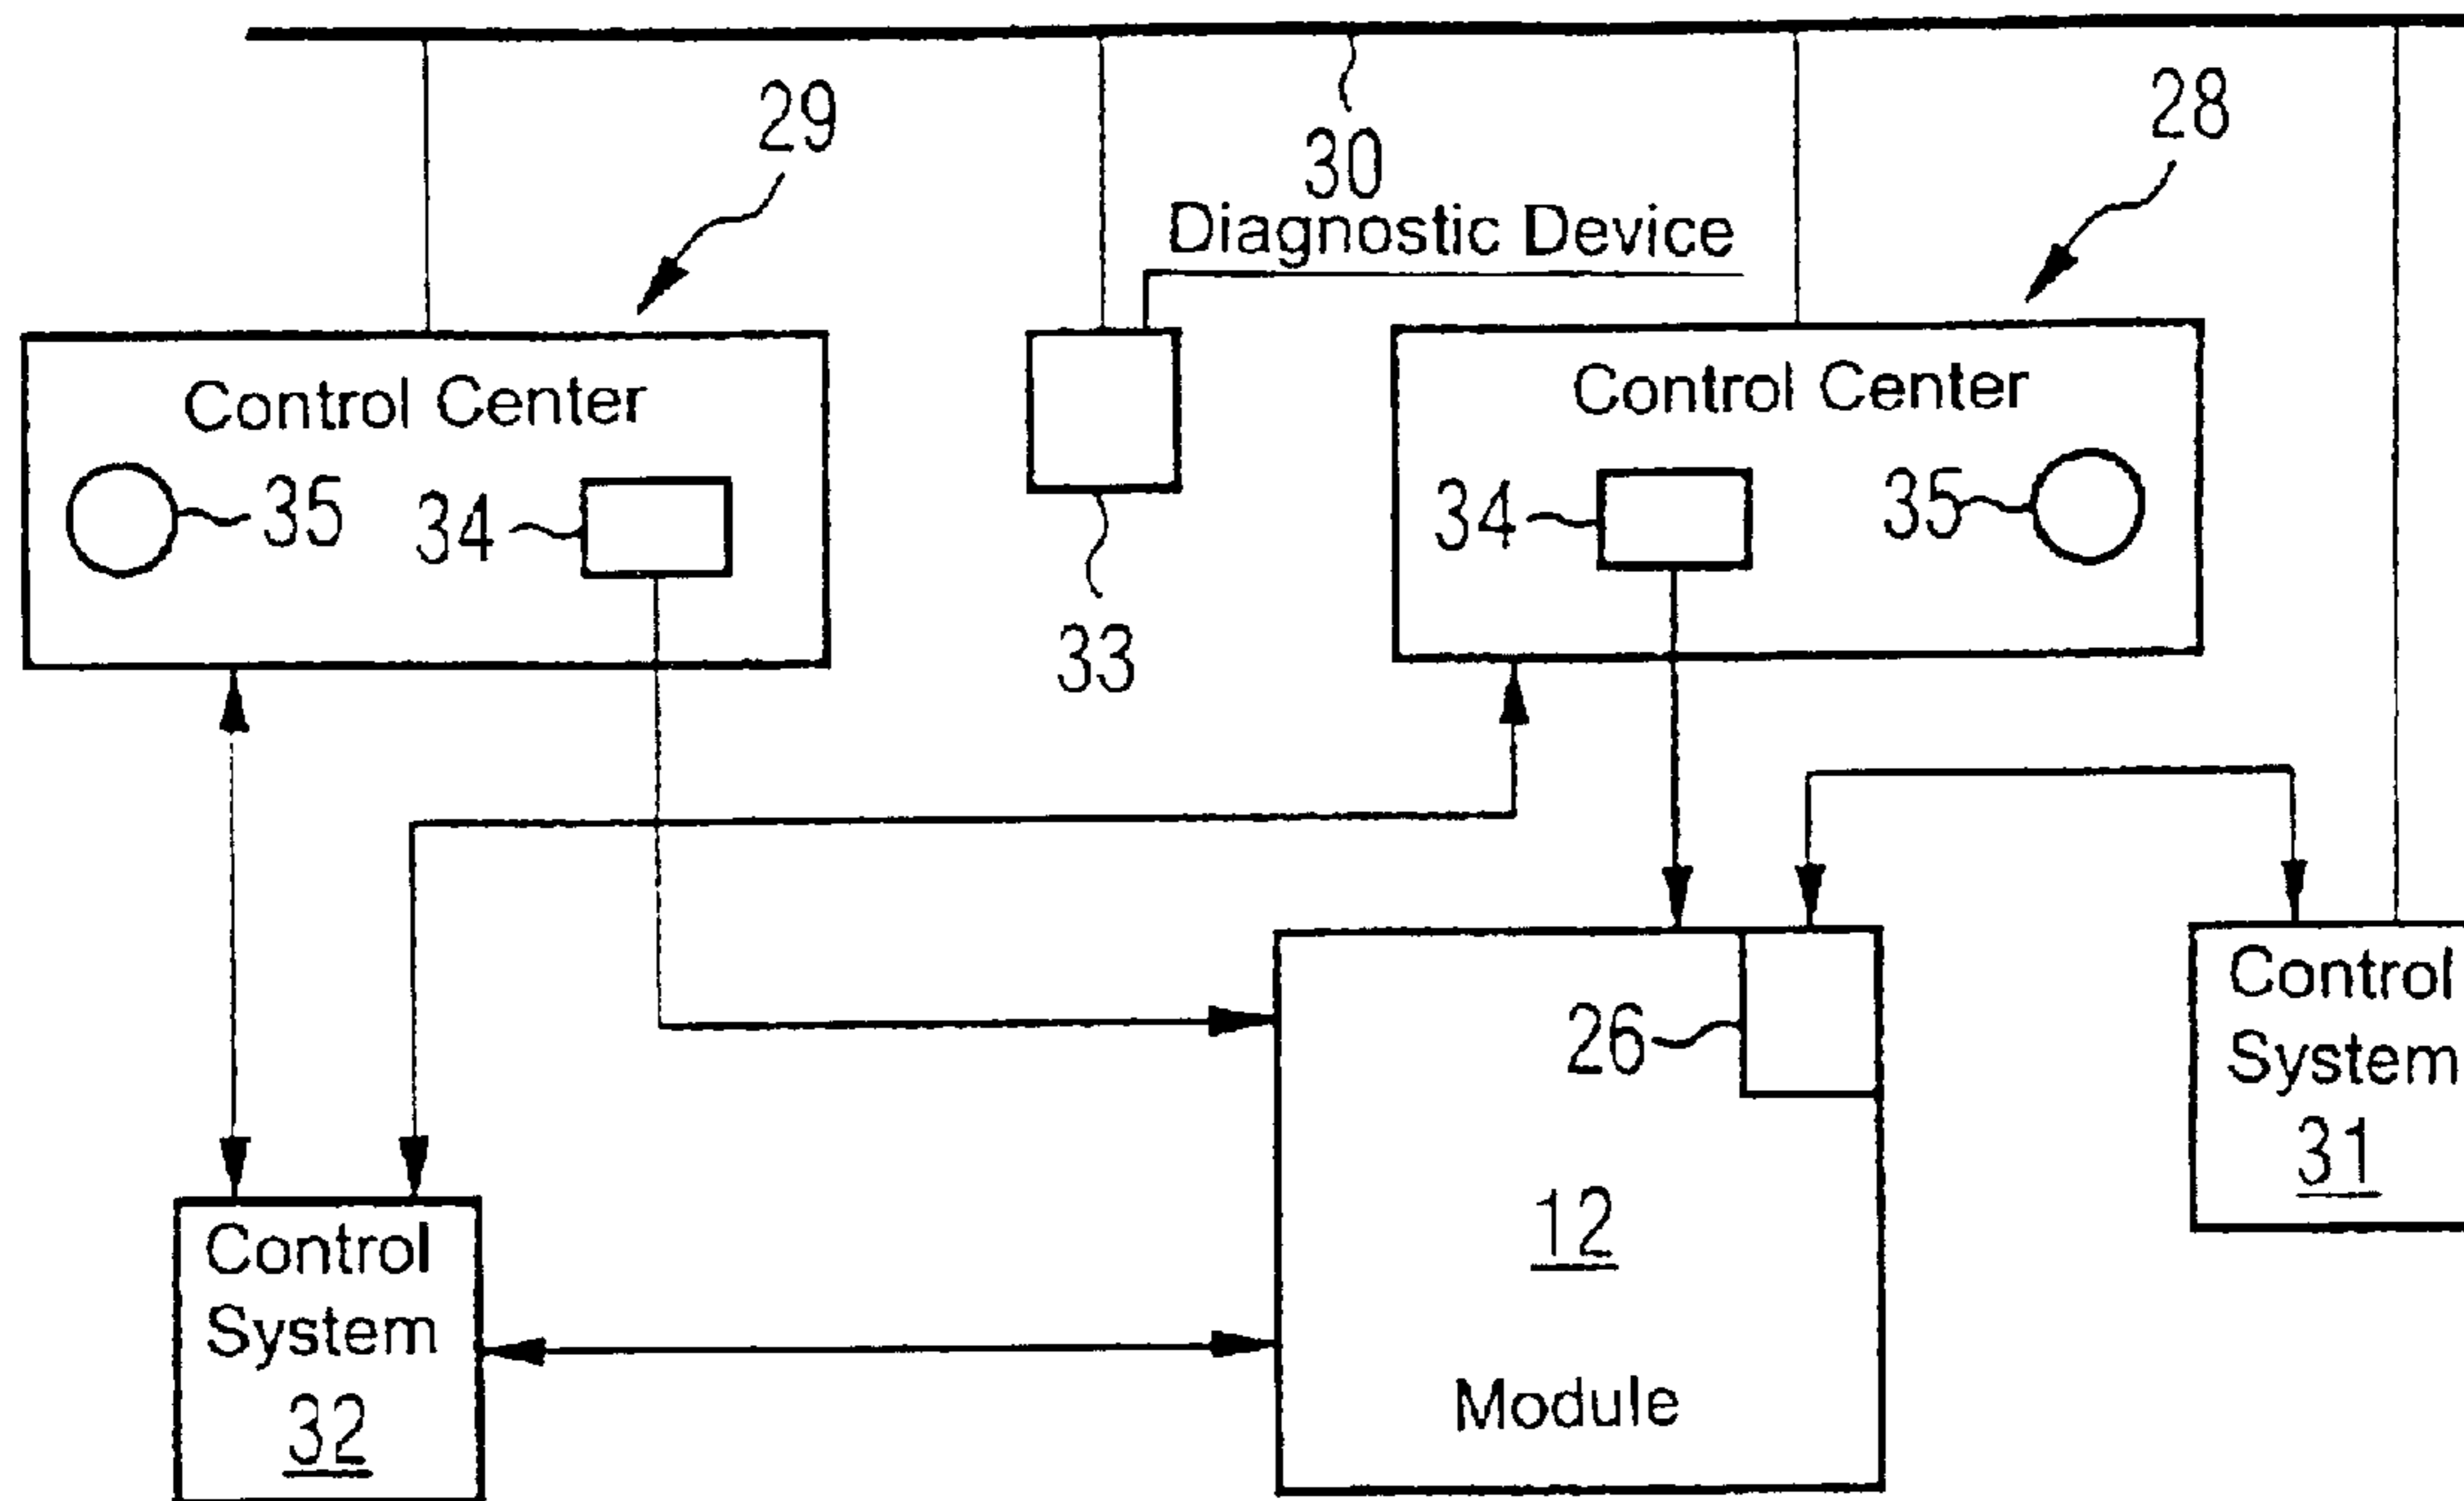 29
30
28
Diagnostic Device
Control Center
35
34
33
Control Center
34
35
26
12
Module
Control
System
31
Control
System
32